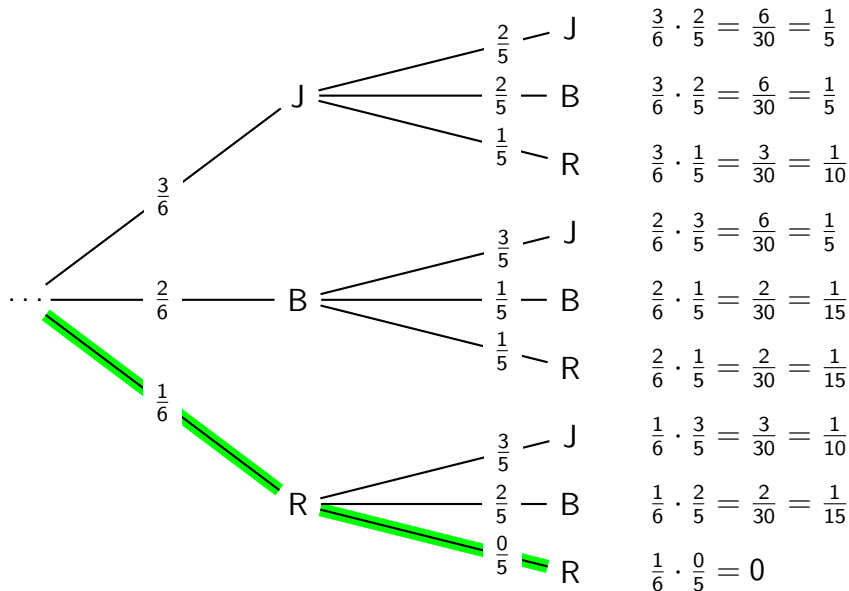 2/5 J 3/6 · 2/5 = 6/30 = 1/5
J 2/5 B 3/6 · 2/5 = 6/30 = 1/5
1/5 R 3/6 · 1/5 = 3/30 = 1/10
3/6
3/5 J 2/6 · 3/5 = 6/30 = 1/5
... 2/6 B 1/5 B 2/6 · 1/5 = 2/30 = 1/15
1/5 R 2/6 · 1/5 = 2/30 = 1/15
1/6
3/5 J 1/6 · 3/5 = 3/30 = 1/10
R 2/5 B 1/6 · 2/5 = 2/30 = 1/15
0/5 R 1/6 · 0/5 = 0